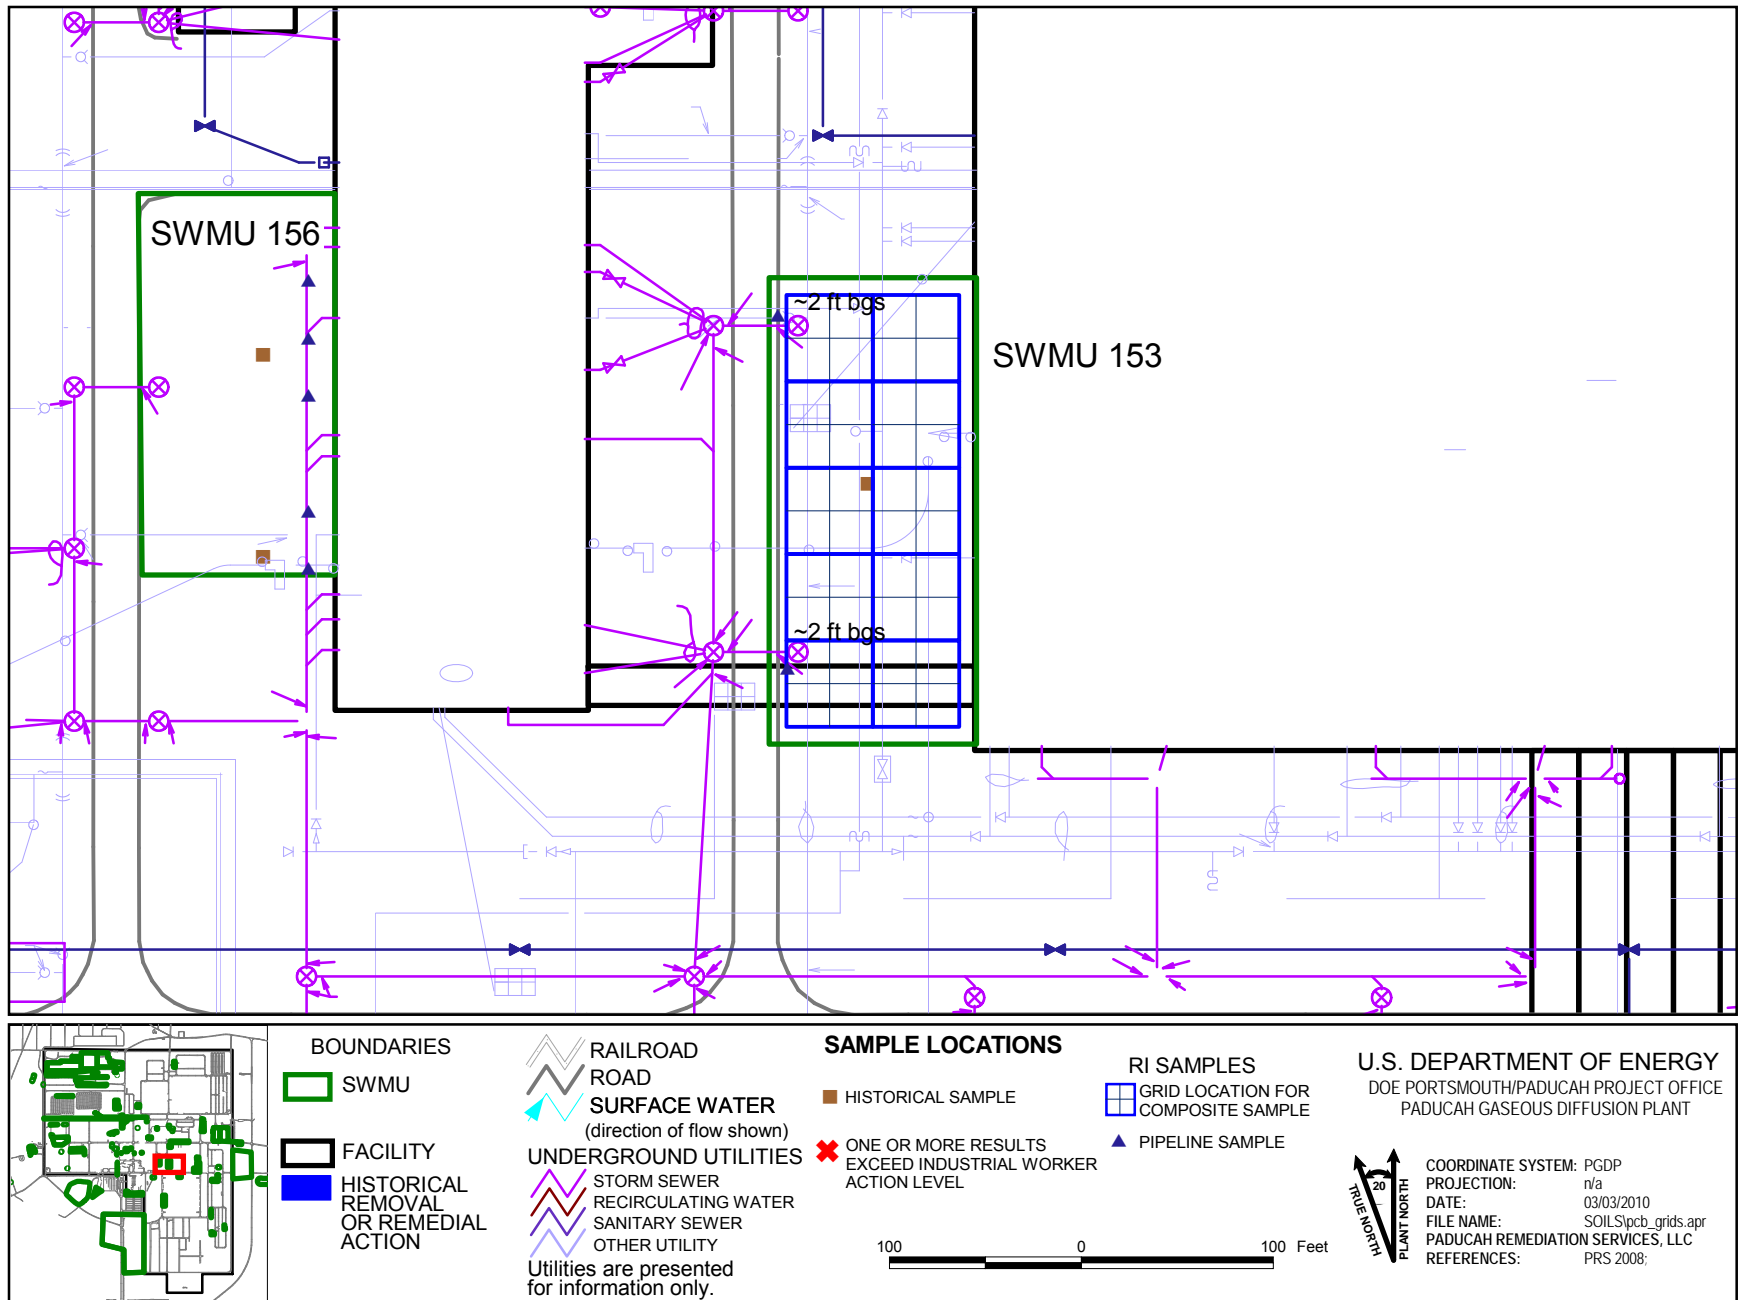 SWMU 156
~2 ft bgs
SWMU 153
~2 ft bgs
BOUNDARIES
SWMU
FACILITY
HISTORICAL
REMOVAL
OR REMEDIAL
ACTION
RAILROAD
ROAD
SURFACE WATER
(direction of flow shown)
UNDERGROUND UTILITIES
STORM SEWER
RECIRCULATING WATER
SANITARY SEWER
OTHER UTILITY
Utilities are presented
for information only.
SAMPLE LOCATIONS
HISTORICAL SAMPLE
ONE OR MORE RESULTS
EXCEED INDUSTRIAL WORKER
ACTION LEVEL
RI SAMPLES
GRID LOCATION FOR
COMPOSITE SAMPLE
PIPELINE SAMPLE
100 0 100 Feet
U.S. DEPARTMENT OF ENERGY
DOE PORTSMOUTH/PADUCAH PROJECT OFFICE
PADUCAH GASEOUS DIFFUSION PLANT
20
TRUE NORTH
PLANT NORTH
COORDINATE SYSTEM: PGDP
PROJECTION: n/a
DATE: 03/03/2010
FILE NAME: SOILS\pcb_grids.apr
PADUCAH REMEDIATION SERVICES, LLC
REFERENCES: PRS 2008;